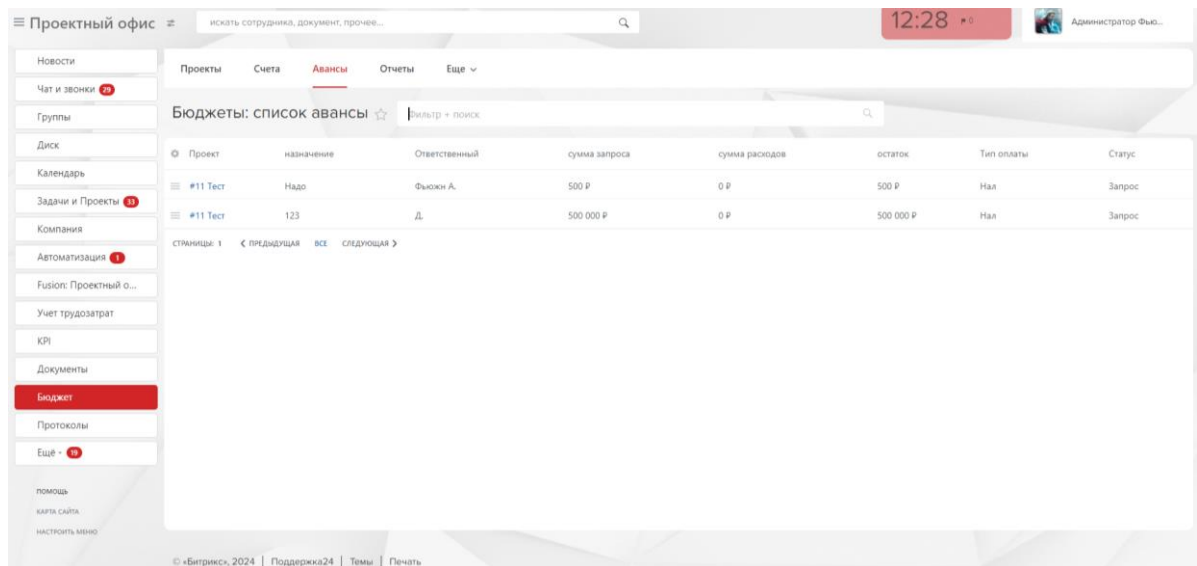 Проектный офис
искать сотрудника, документ, прочее...
12:28
0
Администратор Фью...
Новости
Чат и звонки 29
Группы
Диск
Календарь
Задачи и Проекты 33
Компания
Автоматизация 1
Fusion: Проектный о...
Учет трудозатрат
KPI
Документы
Бюджет
Протоколы
Ещё - 19
ПОМОЩЬ
КАРТА САЙТА
НАСТРОИТЬ МЕНЮ
Проекты Счета Авансы Отчеты Еще
Бюджеты: список авансы Фильтр + поиск
Проект назначение Ответственный сумма запроса сумма расходов остаток Тип оплаты Статус
#11 Тест Надо Фьюжн А. 500 ₽ 0 ₽ 500 ₽ Нал Запрос
#11 Тест 123 Д. 500 000 ₽ 0 ₽ 500 000 ₽ Нал Запрос
СТРАНИЦЫ: 1 ПРЕДЫДУЩАЯ ВСЕ СЛЕДУЮЩАЯ
© «Битрикс», 2024 | Поддержка24 | Темы | Печать